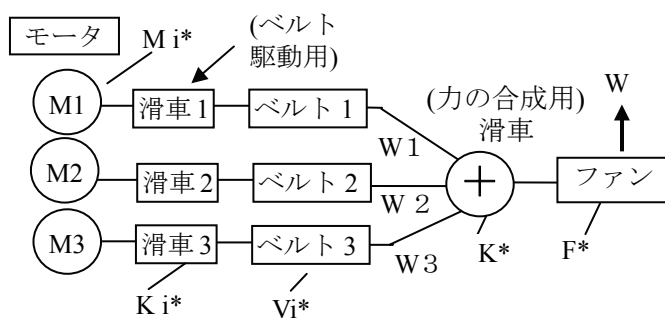 モータ
M i*
(ベルト
駆動用)
M1
滑車 1
ベルト 1
W1
(力の合成用)
滑車
W
M2
滑車 2
ベルト 2
W 2
+
ファン
M3
滑車 3
ベルト 3
W3
K*
F*
K i*
Vi*